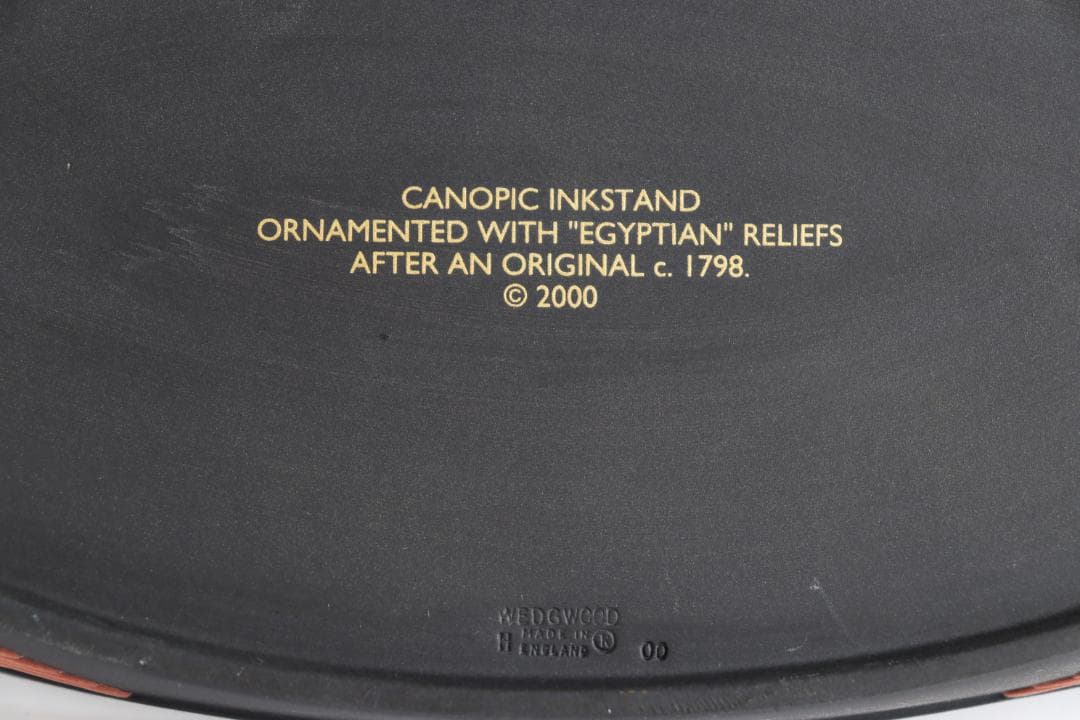 CANOPIC INKSTAND
ORNAMENTED WITH "EGYPTIAN" RELIEFS
AFTER AN ORIGINAL c. 1798.
© 2000
WEDGWOOD
H MADE IN
ENGLAND
00